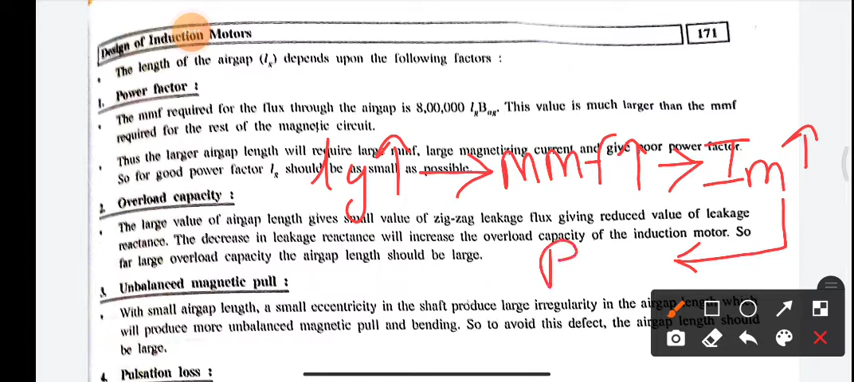 Design of Induction Motors
171
• The length of the airgap (lg) depends upon the following factors :
1. Power factor :
• The mmf required for the flux through the airgap is 8,00,000 lgBag. This value is much larger than the mmf
required for the rest of the magnetic circuit.
• Thus the larger airgap length will require large mmf, large magnetizing current and give poor power factor.
So for good power factor lg should be as small as possible.
lg↑ → mmf↑ → Im↑
2. Overload capacity :
• The large value of airgap length gives small value of zig-zag leakage flux giving reduced value of leakage
reactance. The decrease in leakage reactance will increase the overload capacity of the induction motor. So
far large overload capacity the airgap length should be large.
P
3. Unbalanced magnetic pull :
• With small airgap length, a small eccentricity in the shaft produce large irregularity in the airgap length which
will produce more unbalanced magnetic pull and bending. So to avoid this defect, the airgap length should
be large.
4. Pulsation loss :